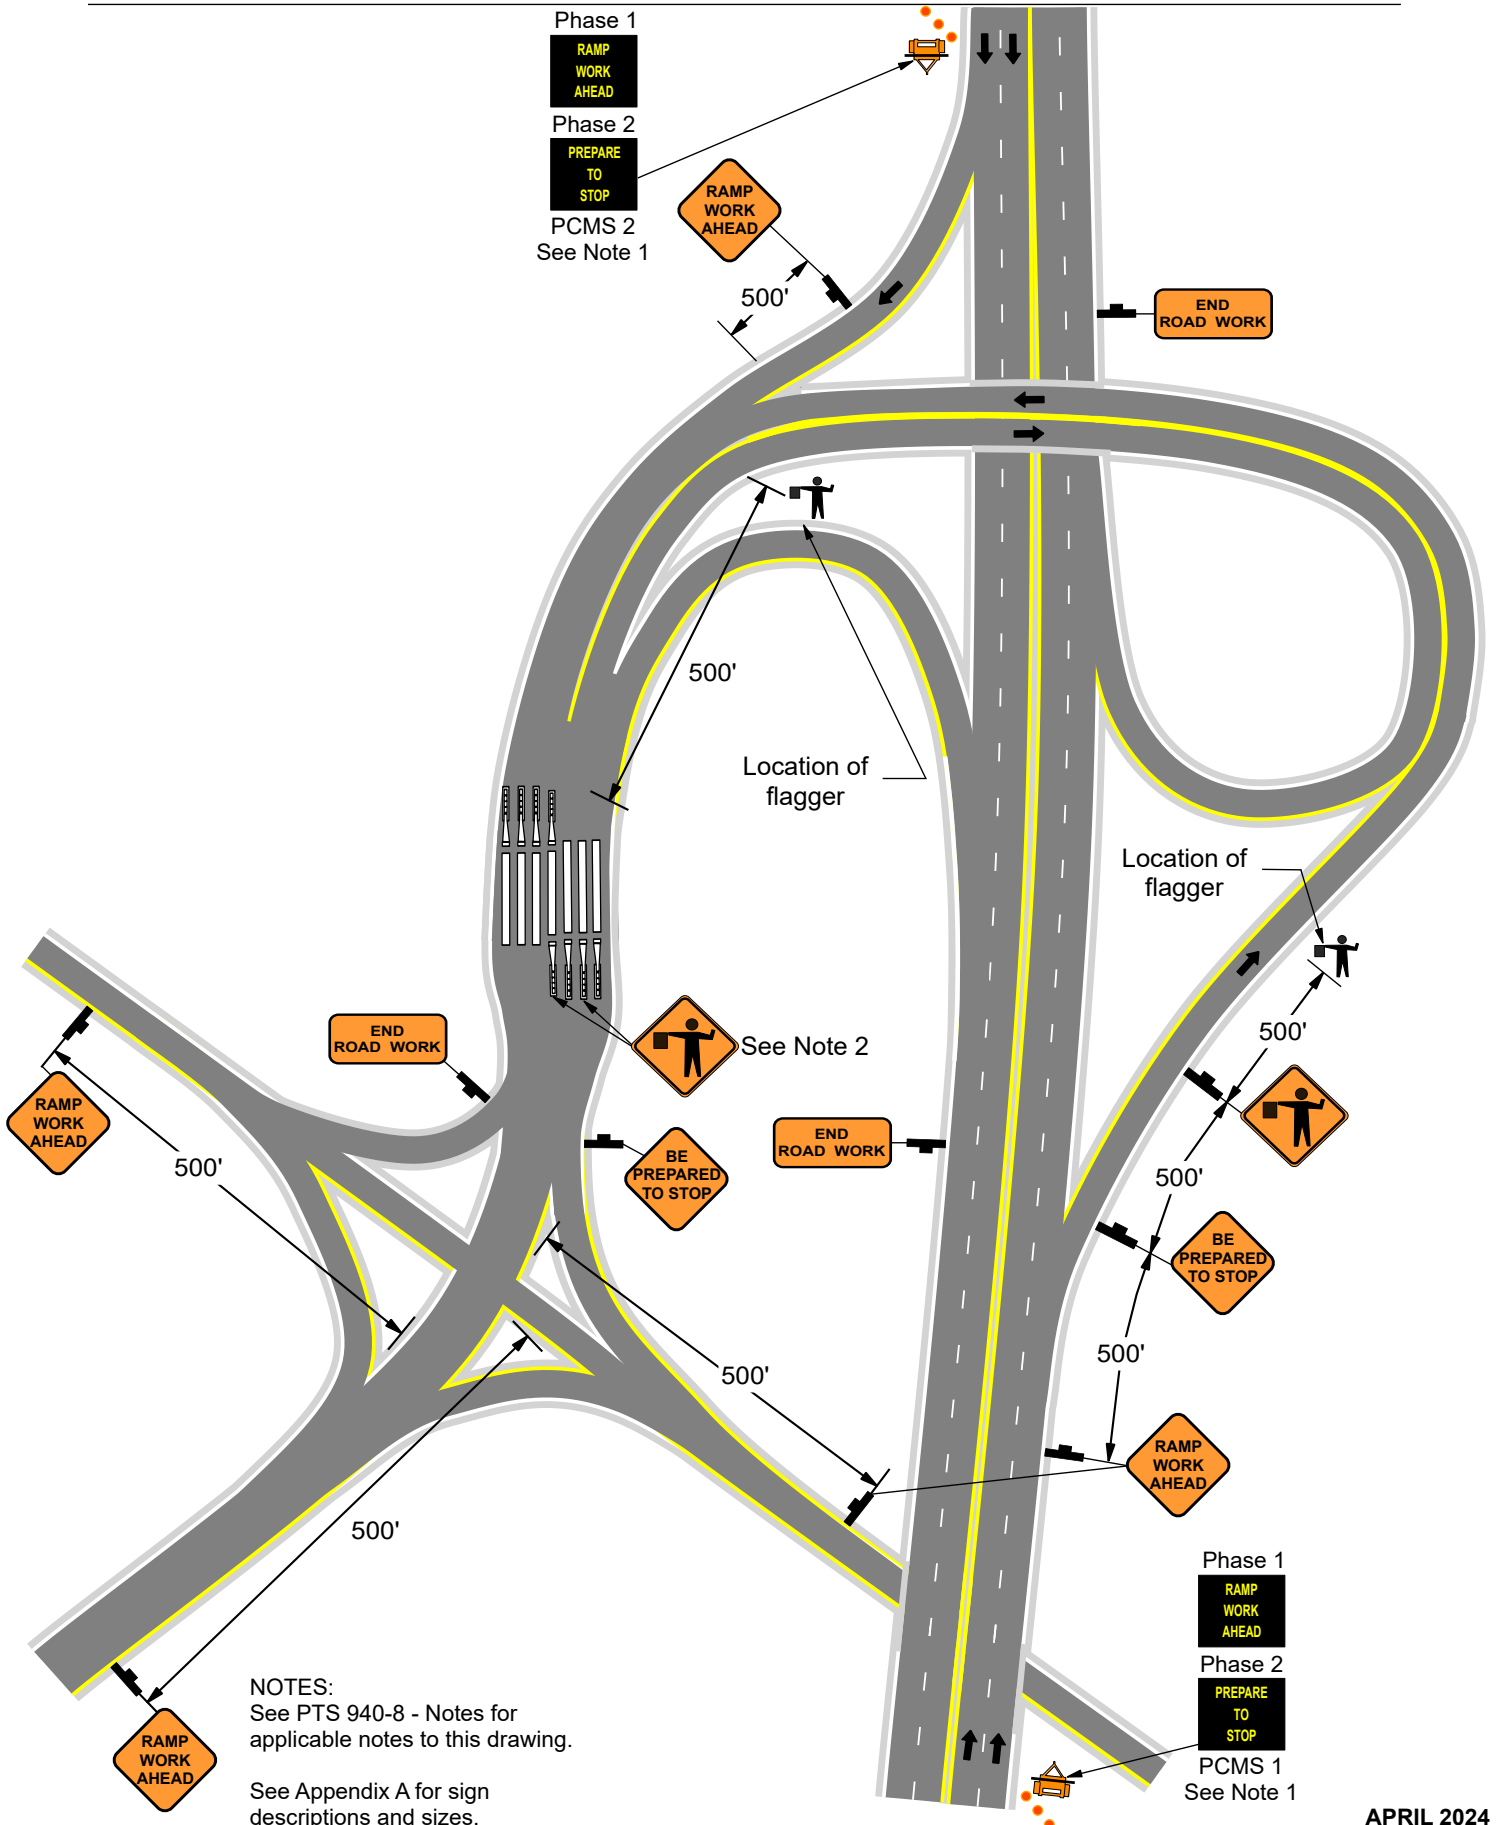 Phase 1
RAMP
WORK
AHEAD
Phase 2
PREPARE
TO
STOP
PCMS 2
See Note 1
RAMP
WORK
AHEAD
500'
END
ROAD WORK
500'
Location of
flagger
Location of
flagger
END
ROAD WORK
See Note 2
500'
RAMP
WORK
AHEAD
500'
BE
PREPARED
TO STOP
END
ROAD WORK
500'
BE
PREPARED
TO STOP
500'
500'
RAMP
WORK
AHEAD
500'
Phase 1
RAMP
WORK
AHEAD
Phase 2
PREPARE
TO
STOP
PCMS 1
See Note 1
RAMP
WORK
AHEAD
NOTES:
See PTS 940-8 - Notes for
applicable notes to this drawing.
See Appendix A for sign
descriptions and sizes.
APRIL 2024